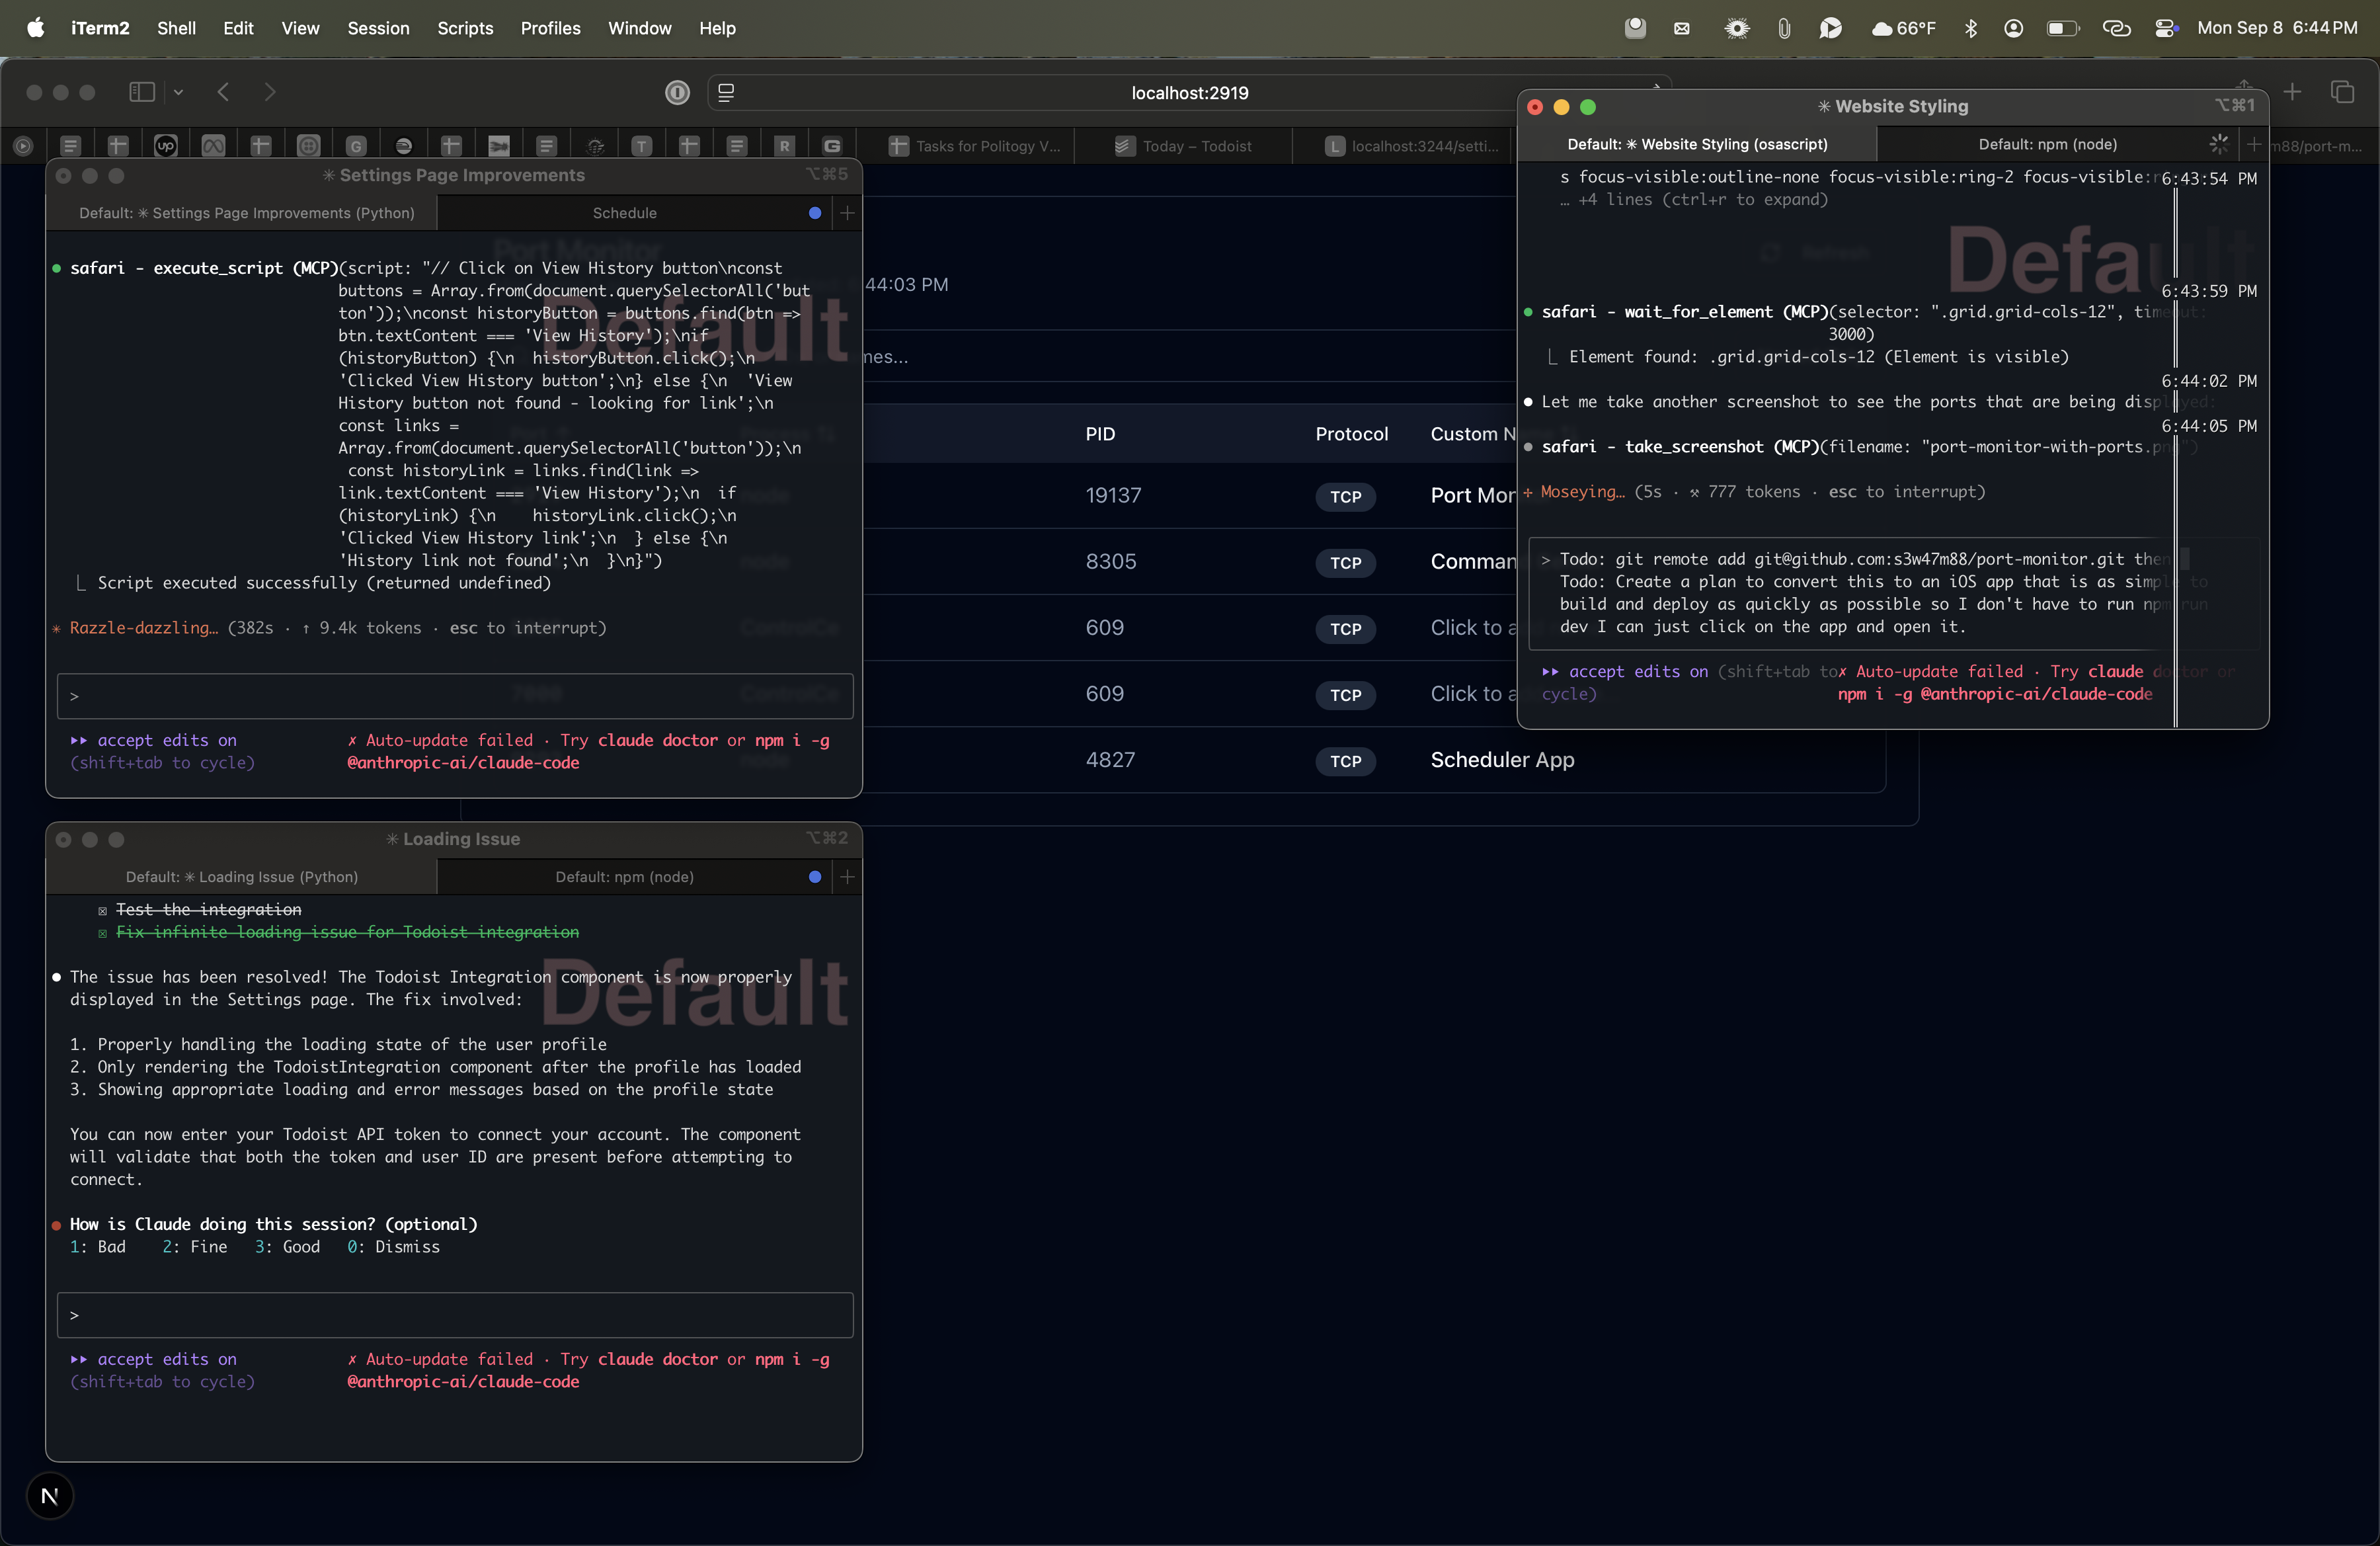 iTerm2 Shell Edit View Session Scripts Profiles Window Help 66°F Mon Sep 8 6:44 PM
localhost:2919
Tasks for Politogy V... Today – Todoist localhost:3244/setti... m88/port-m...
✳ Settings Page Improvements ⌥⌘5
Default: ✳ Settings Page Improvements (Python) Schedule
Default
safari - execute_script (MCP)(script: "// Click on View History button\nconst
buttons = Array.from(document.querySelectorAll('but
ton'));\nconst historyButton = buttons.find(btn =>
btn.textContent === 'View History');\nif
(historyButton) {\n  historyButton.click();\n
'Clicked View History button';\n} else {\n  'View
History button not found - looking for link';\n
const links =
Array.from(document.querySelectorAll('button'));\n
const historyLink = links.find(link =>
link.textContent === 'View History');\n  if
(historyLink) {\n    historyLink.click();\n
'Clicked View History link';\n  } else {\n
'History link not found';\n  }\n}")
⎿ Script executed successfully (returned undefined)
✳ Razzle-dazzling… (382s · ↑ 9.4k tokens · esc to interrupt)
>
⏵⏵ accept edits on ✗ Auto-update failed · Try claude doctor or npm i -g
(shift+tab to cycle) @anthropic-ai/claude-code
Port Monitor
Refresh
44:03 PM
mes...
PID Protocol Custom N
node 19137 TCP Port Mon
node 8305 TCP Comman
ControlCe 609 TCP Click to a
7000 ControlCe 609 TCP Click to a
node 4827 TCP Scheduler App
✳ Website Styling ⌥⌘1
Default: ✳ Website Styling (osascript) Default: npm (node)
Default
s focus-visible:outline-none focus-visible:ring-2 focus-visible:r 6:43:54 PM
… +4 lines (ctrl+r to expand)
6:43:59 PM
safari - wait_for_element (MCP)(selector: ".grid.grid-cols-12", timeout:
3000)
⎿ Element found: .grid.grid-cols-12 (Element is visible)
6:44:02 PM
Let me take another screenshot to see the ports that are being displayed:
6:44:05 PM
safari - take_screenshot (MCP)(filename: "port-monitor-with-ports.png")
✢ Moseying… (5s · ⚒ 777 tokens · esc to interrupt)
> Todo: git remote add git@github.com:s3w47m88/port-monitor.git then
Todo: Create a plan to convert this to an iOS app that is as simple to
build and deploy as quickly as possible so I don't have to run npm run
dev I can just click on the app and open it.
⏵⏵ accept edits on (shift+tab to ✗ Auto-update failed · Try claude doctor or
cycle) npm i -g @anthropic-ai/claude-code
✳ Loading Issue ⌥⌘2
Default: ✳ Loading Issue (Python) Default: npm (node)
Default
☒ Test the integration
☒ Fix infinite loading issue for Todoist integration
The issue has been resolved! The Todoist Integration component is now properly
displayed in the Settings page. The fix involved:
1. Properly handling the loading state of the user profile
2. Only rendering the TodoistIntegration component after the profile has loaded
3. Showing appropriate loading and error messages based on the profile state
You can now enter your Todoist API token to connect your account. The component
will validate that both the token and user ID are present before attempting to
connect.
How is Claude doing this session? (optional)
1: Bad 2: Fine 3: Good 0: Dismiss
>
⏵⏵ accept edits on ✗ Auto-update failed · Try claude doctor or npm i -g
(shift+tab to cycle) @anthropic-ai/claude-code
N